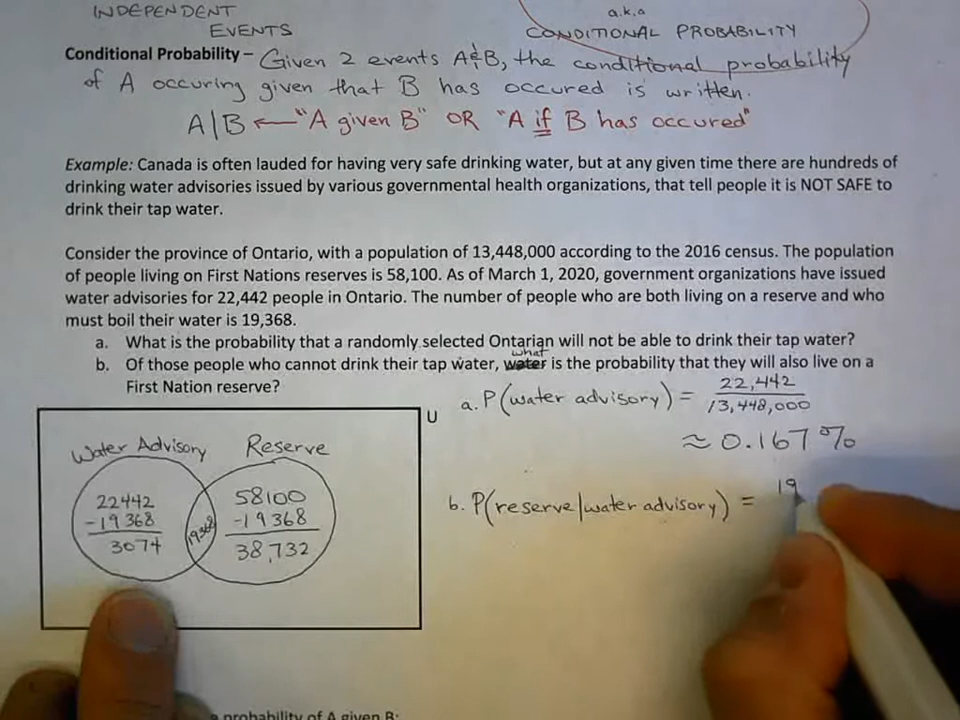 INDEPENDENT
EVENTS
a.k.a
CONDITIONAL PROBABILITY
Conditional Probability – Given 2 events A&B, the conditional probability
of A occuring given that B has occured is written.
A|B ← "A given B" OR "A if B has occured"
Example: Canada is often lauded for having very safe drinking water, but at any given time there are hundreds of
drinking water advisories issued by various governmental health organizations, that tell people it is NOT SAFE to
drink their tap water.
Consider the province of Ontario, with a population of 13,448,000 according to the 2016 census. The population
of people living on First Nations reserves is 58,100. As of March 1, 2020, government organizations have issued
water advisories for 22,442 people in Ontario. The number of people who are both living on a reserve and who
must boil their water is 19,368.
a. What is the probability that a randomly selected Ontarian will not be able to drink their tap water?
what
b. Of those people who cannot drink their tap water, water is the probability that they will also live on a
First Nation reserve?
a. P(water advisory) = 22,442
13,448,000
≈ 0.167%
U
Water Advisory Reserve
22442
-19368
3074
19368
58100
-19368
38,732
b. P(reserve|water advisory) = 19
a probability of A given B: